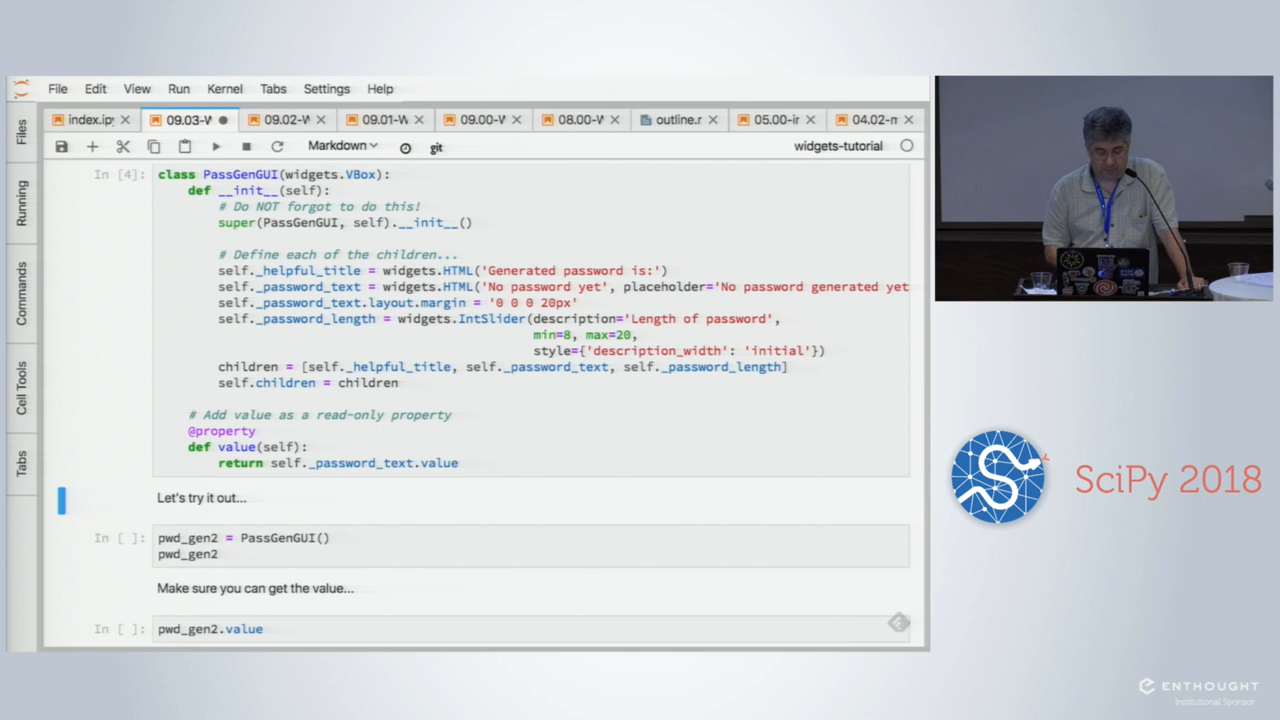 File Edit View Run Kernel Tabs Settings Help
index.ip 09.03-W 09.02-W 09.01-W 09.00-W 08.00-W outline.r 05.00-ir 04.02-m
Markdown git widgets-tutorial
Files
Running
Commands
Cell Tools
Tabs
In [4]: class PassGenGUI(widgets.VBox):
def __init__(self):
# Do NOT forgot to do this!
super(PassGenGUI, self).__init__()
# Define each of the children...
self._helpful_title = widgets.HTML('Generated password is:')
self._password_text = widgets.HTML('No password yet', placeholder='No password generated yet
self._password_text.layout.margin = '0 0 0 20px'
self._password_length = widgets.IntSlider(description='Length of password',
min=8, max=20,
style={'description_width': 'initial'})
children = [self._helpful_title, self._password_text, self._password_length]
self.children = children
# Add value as a read-only property
@property
def value(self):
return self._password_text.value
Let's try it out...
In [ ]: pwd_gen2 = PassGenGUI()
pwd_gen2
Make sure you can get the value...
In [ ]: pwd_gen2.value
SciPy 2018
ENTHOUGHT
Institutional Sponsor